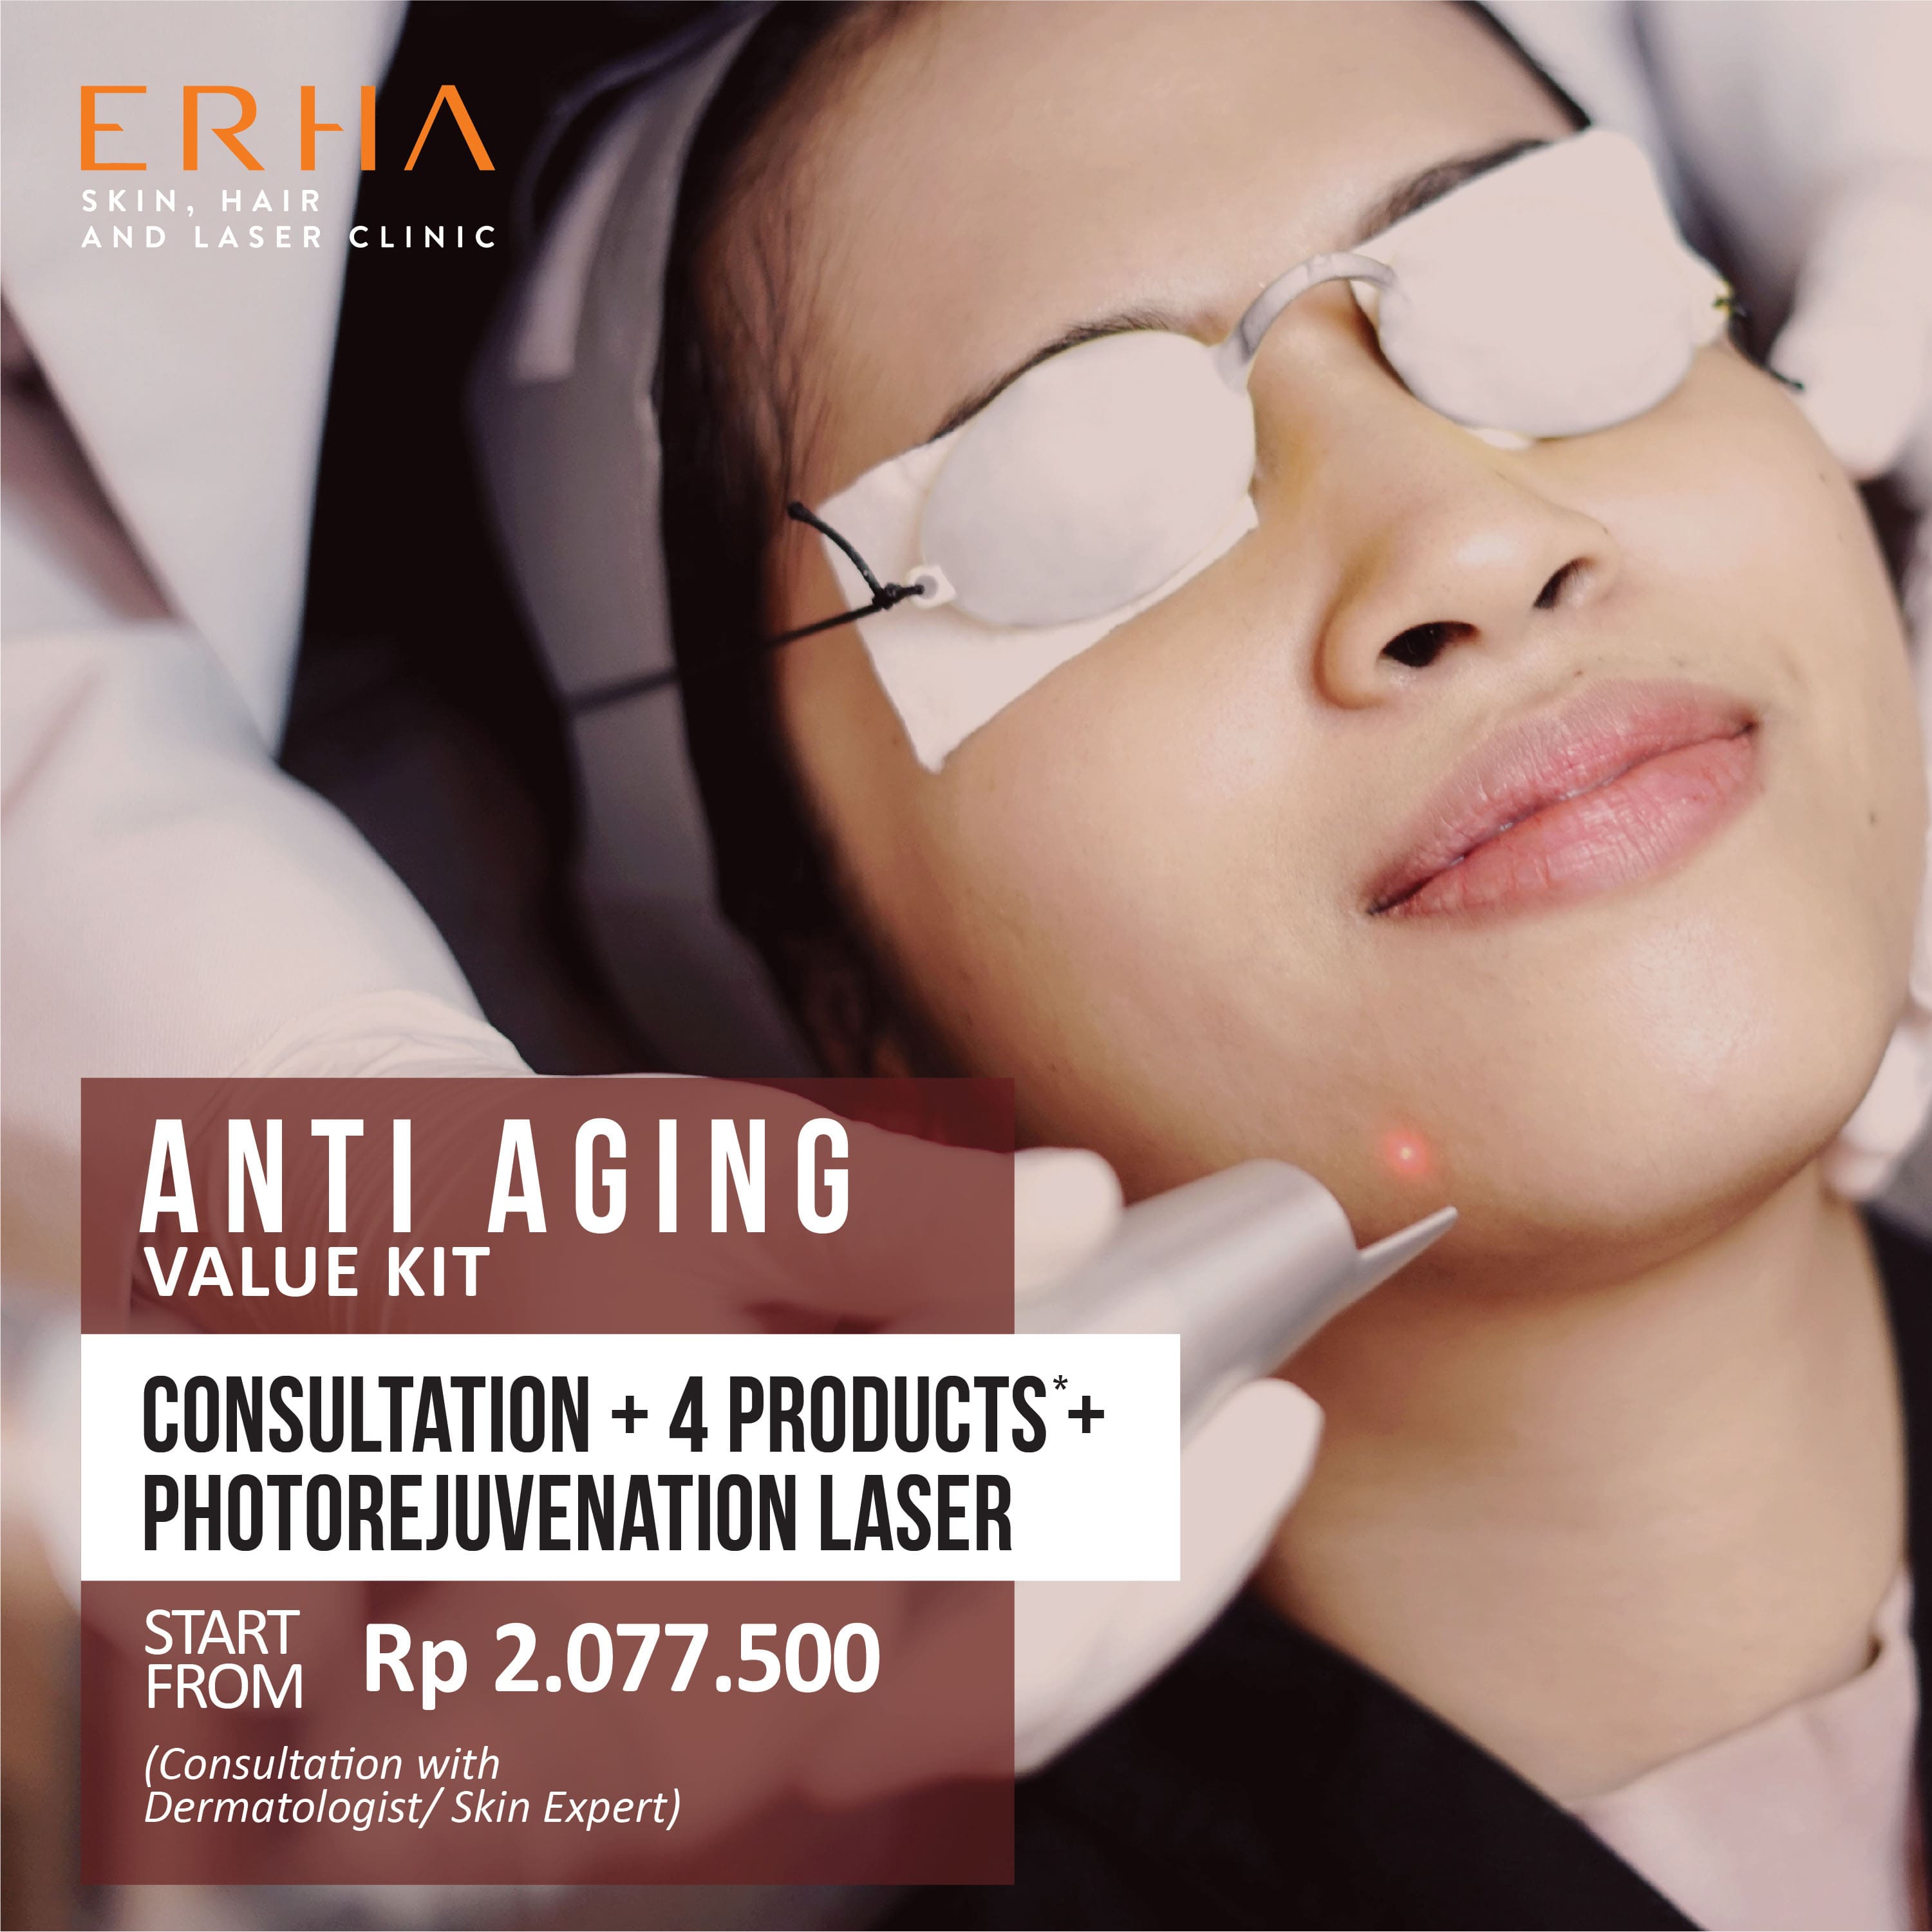 ERHA
SKIN, HAIR
AND LASER CLINIC
ANTI AGING
VALUE KIT
CONSULTATION + 4 PRODUCTS*+
PHOTOREJUVENATION LASER
START
FROM
Rp 2.077.500
(Consultation with
Dermatologist/ Skin Expert)